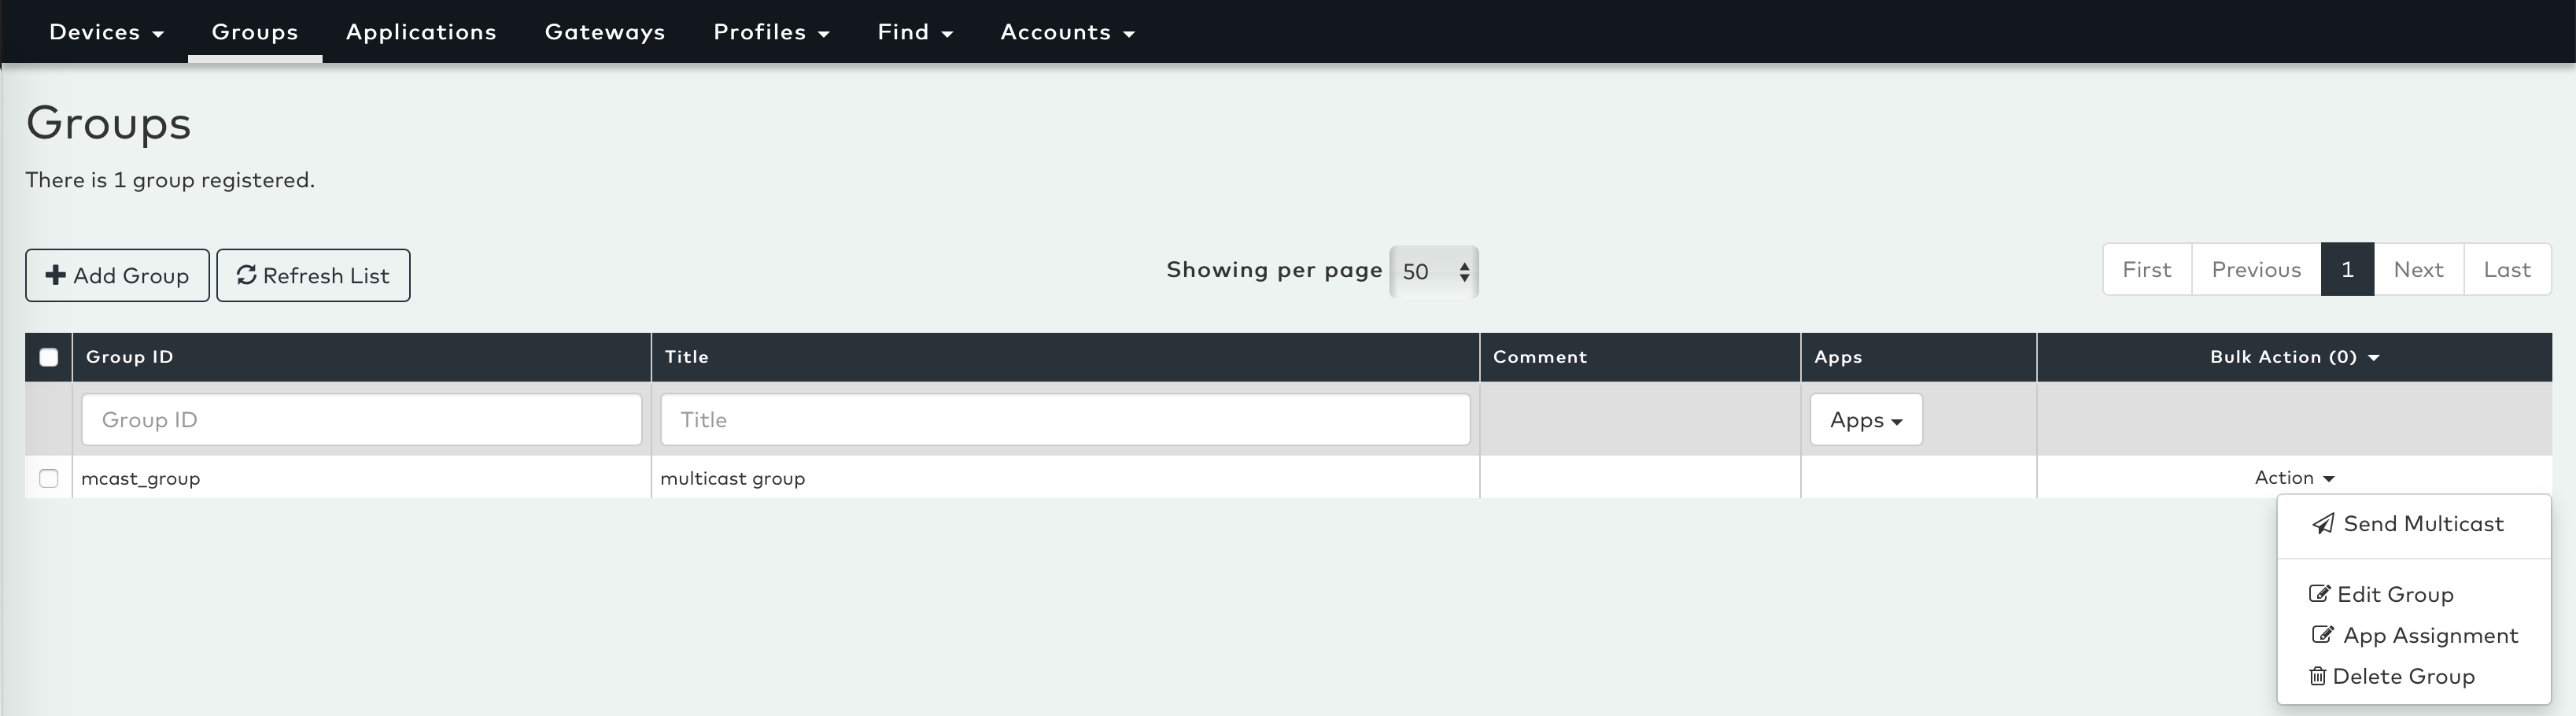 Devices Groups Applications Gateways Profiles Find Accounts
Groups
There is 1 group registered.
Add Group Refresh List Showing per page 50 First Previous 1 Next Last
Group ID Title Comment Apps Bulk Action (0)
Group ID Title Apps
mcast_group multicast group Action
Send Multicast
Edit Group
App Assignment
Delete Group